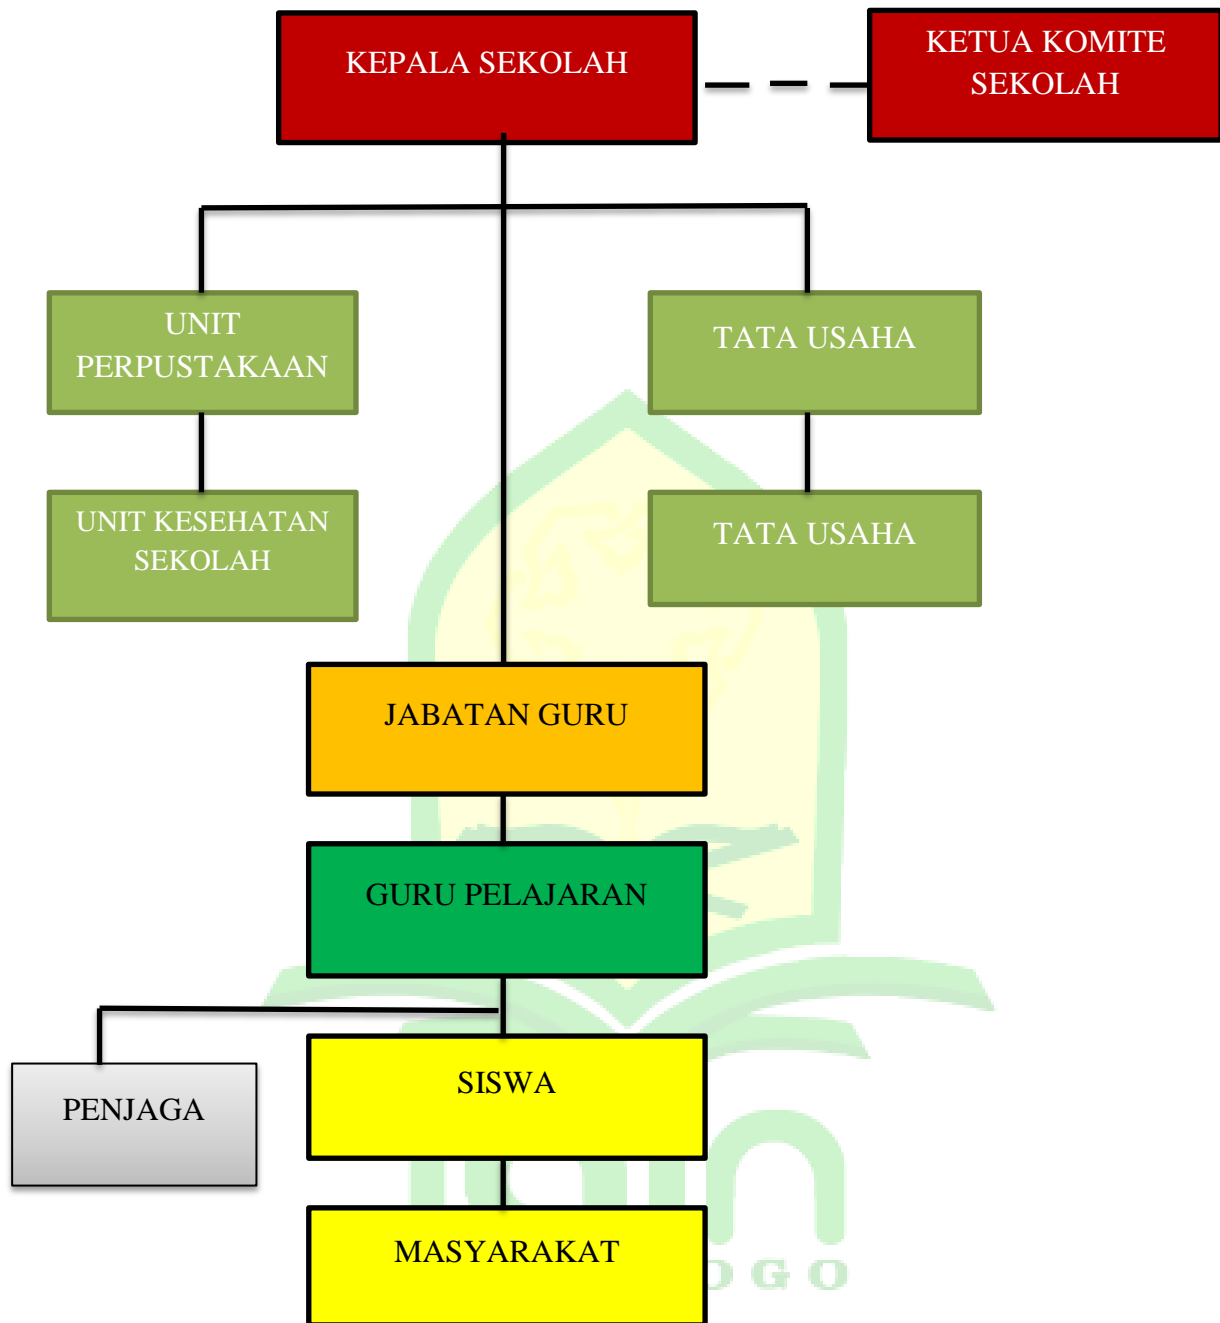 KEPALA SEKOLAH
KETUA KOMITE
SEKOLAH
UNIT
PERPUSTAKAAN
TATA USAHA
UNIT KESEHATAN
SEKOLAH
TATA USAHA
JABATAN GURU
GURU PELAJARAN
PENJAGA
SISWA
MASYARAKAT